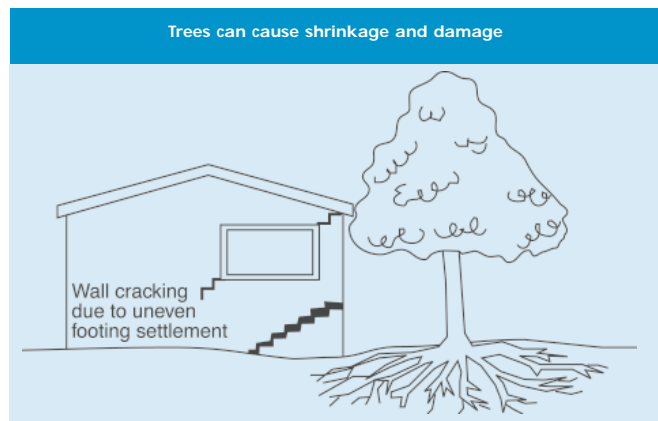 Trees can cause shrinkage and damage
Wall cracking
due to uneven
footing settlement